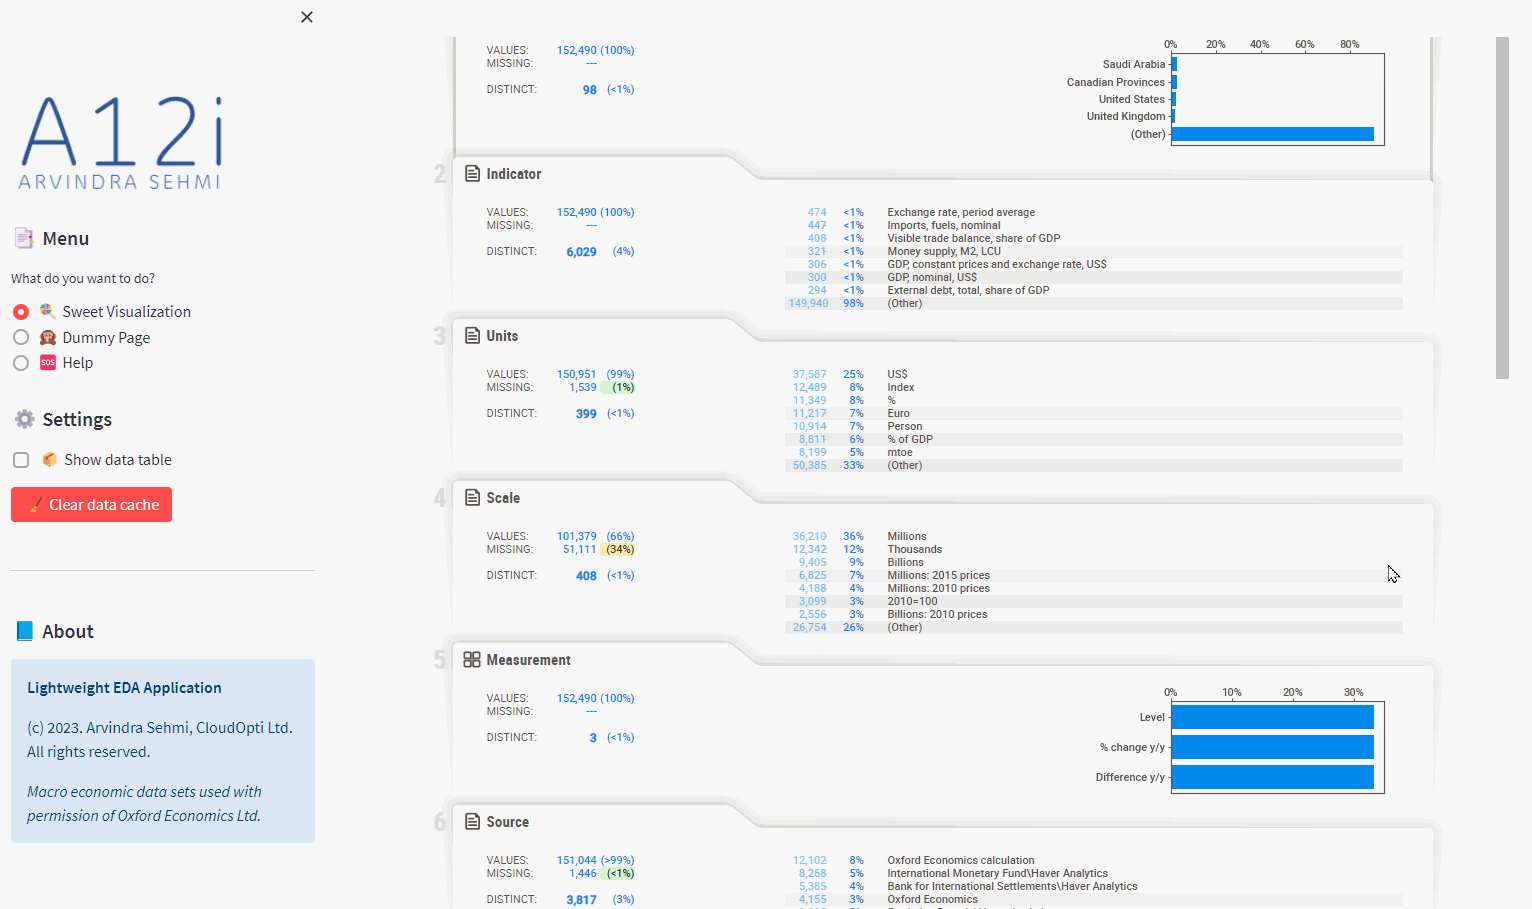 A12i
ARVINDRA SEHMI
Menu
What do you want to do?
Sweet Visualization
Dummy Page
SOS Help
Settings
Show data table
Clear data cache
About
Lightweight EDA Application
(c) 2023. Arvindra Sehmi, CloudOpti Ltd.
All rights reserved.
Macro economic data sets used with
permission of Oxford Economics Ltd.
VALUES: 152,490 (100%)
MISSING: ---
DISTINCT: 98 (<1%)
0% 20% 40% 60% 80%
Saudi Arabia
Canadian Provinces
United States
United Kingdom
(Other)
2 Indicator
VALUES: 152,490 (100%)
MISSING: ---
DISTINCT: 6,029 (4%)
474 <1% Exchange rate, period average
447 <1% Imports, fuels, nominal
408 <1% Visible trade balance, share of GDP
321 <1% Money supply, M2, LCU
306 <1% GDP, constant prices and exchange rate, US$
300 <1% GDP, nominal, US$
294 <1% External debt, total, share of GDP
149,940 98% (Other)
3 Units
VALUES: 150,951 (99%)
MISSING: 1,539 (1%)
DISTINCT: 399 (<1%)
37,587 25% US$
12,489 8% Index
11,349 8% %
11,217 7% Euro
10,914 7% Person
8,811 6% % of GDP
8,199 5% mtoe
50,385 33% (Other)
4 Scale
VALUES: 101,379 (66%)
MISSING: 51,111 (34%)
DISTINCT: 408 (<1%)
36,210 36% Millions
12,342 12% Thousands
9,405 9% Billions
6,825 7% Millions: 2015 prices
4,188 4% Millions: 2010 prices
3,099 3% 2010=100
2,556 3% Billions: 2010 prices
26,754 26% (Other)
5 Measurement
VALUES: 152,490 (100%)
MISSING: ---
DISTINCT: 3 (<1%)
0% 10% 20% 30%
Level
% change y/y
Difference y/y
6 Source
VALUES: 151,044 (>99%)
MISSING: 1,446 (<1%)
DISTINCT: 3,817 (3%)
12,102 8% Oxford Economics calculation
8,268 5% International Monetary Fund\Haver Analytics
5,385 4% Bank for International Settlements\Haver Analytics
4,155 3% Oxford Economics